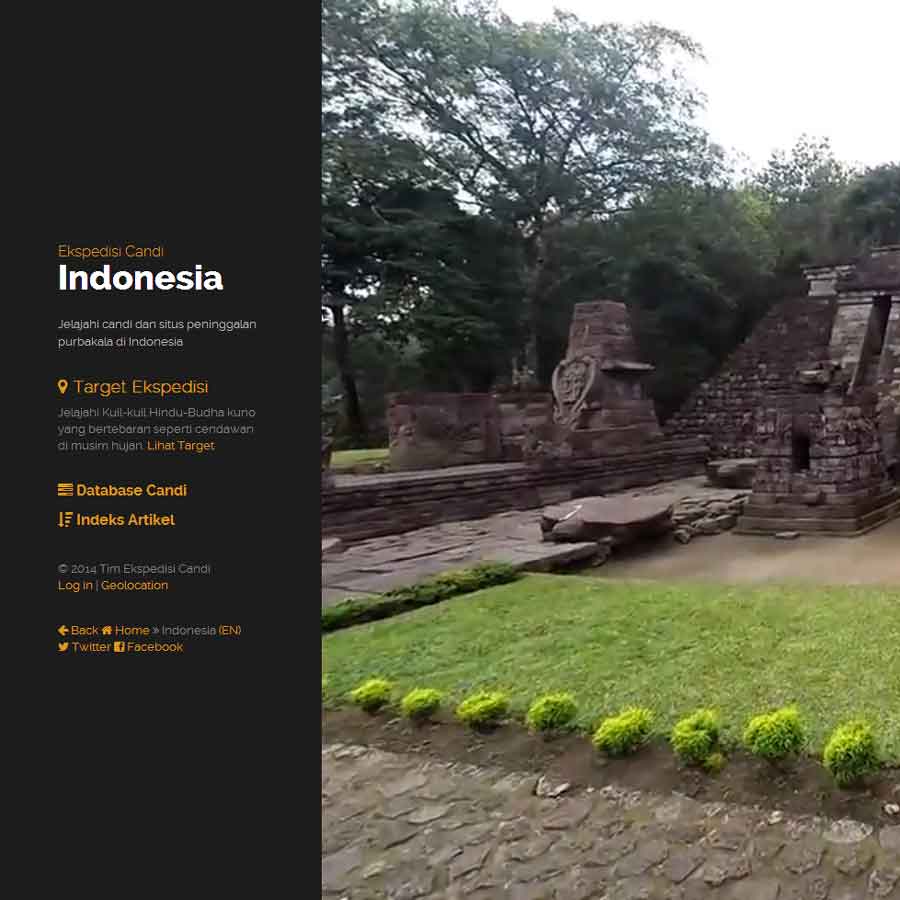 Ekspedisi Candi
Indonesia
Jelajahi candi dan situs peninggalan
purbakala di Indonesia
Target Ekspedisi
Jelajahi Kuil-kuil Hindu-Budha kuno
yang bertebaran seperti cendawan
di musim hujan. Lihat Target
Database Candi
Indeks Artikel
© 2014 Tim Ekspedisi Candi
Log in | Geolocation
Back Home » Indonesia (EN)
Twitter Facebook